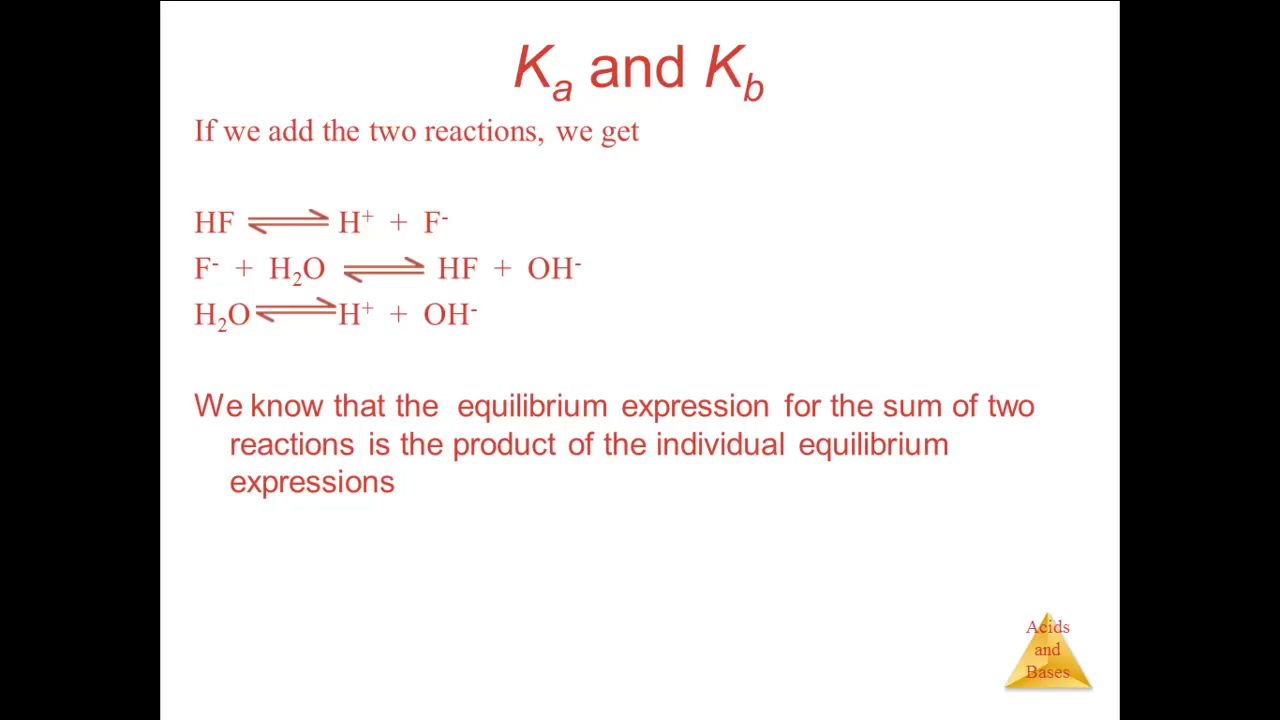 Ka and Kb
If we add the two reactions, we get
HF ⇌ H⁺ + F⁻
F⁻ + H₂O ⇌ HF + OH⁻
H₂O ⇌ H⁺ + OH⁻
We know that the equilibrium expression for the sum of two
reactions is the product of the individual equilibrium
expressions
Acids
and
Bases